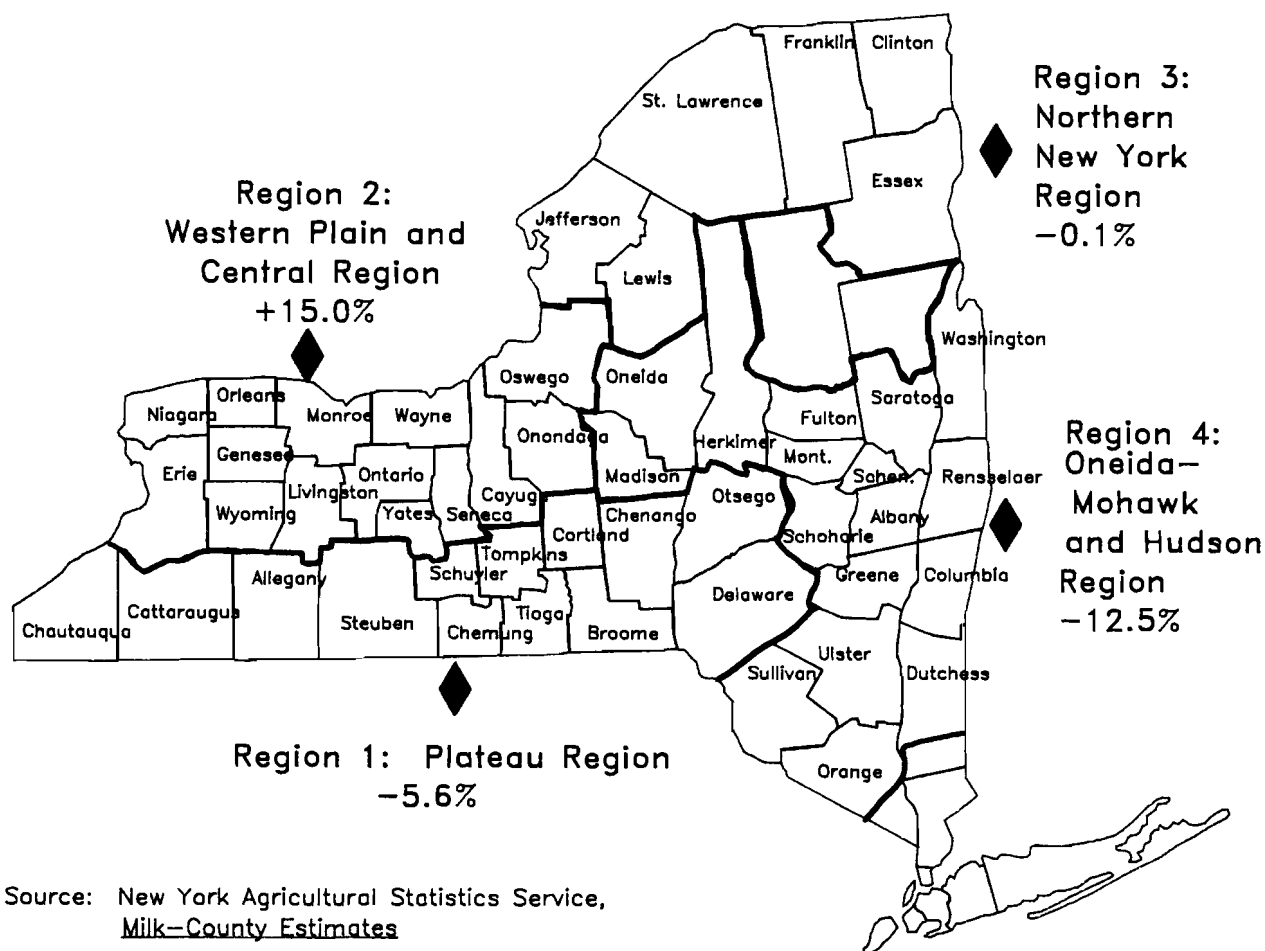 Franklin
Clinton
St. Lawrence
Region 3:
Northern
New York
Region
-0.1%
Essex
Region 2:
Western Plain and
Central Region
+15.0%
Jefferson
Lewis
Washington
Oswego
Oneida
Orleans
Niagara
Monroe
Wayne
Saratoga
Fulton
Onondaga
Herkimer
Region 4:
Oneida-
Mohawk
and Hudson
Region
-12.5%
Genesee
Erie
Ontario
Mont.
Madison
Sohen.
Rensselaer
Livingston
Cayug
Otsego
Wyoming
Yates
Seneca
Chenango
Albany
Cortland
Schoharie
Tompkins
Allegany
Schuyler
Greene
Columbia
Delaware
Cattaraugus
Tioga
Chautauqua
Steuben
Chemung
Broome
Ulster
Sullivan
Dutchess
Region 1: Plateau Region
-5.6%
Orange
Source: New York Agricultural Statistics Service,
Milk-County Estimates